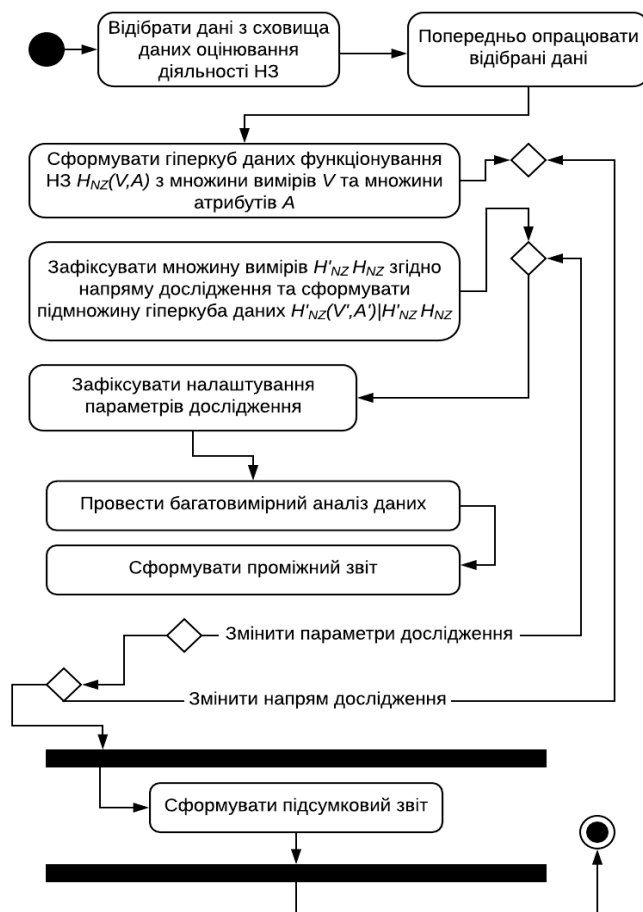 Відібрати дані з сховища
даних оцінювання
діяльності НЗ
Попередньо опрацювати
відібрані дані
Сформувати гіперкуб даних функціонування
НЗ H_NZ(V,A) з множини вимірів V та множини
атрибутів A
Зафіксувати множину вимірів H'_NZ H_NZ згідно
напряму дослідження та сформувати
підмножину гіперкуба даних H'_NZ(V',A')|H'_NZ H_NZ
Зафіксувати налаштування
параметрів дослідження
Провести багатовимірний аналіз даних
Сформувати проміжний звіт
Змінити параметри дослідження
Змінити напрям дослідження
Сформувати підсумковий звіт